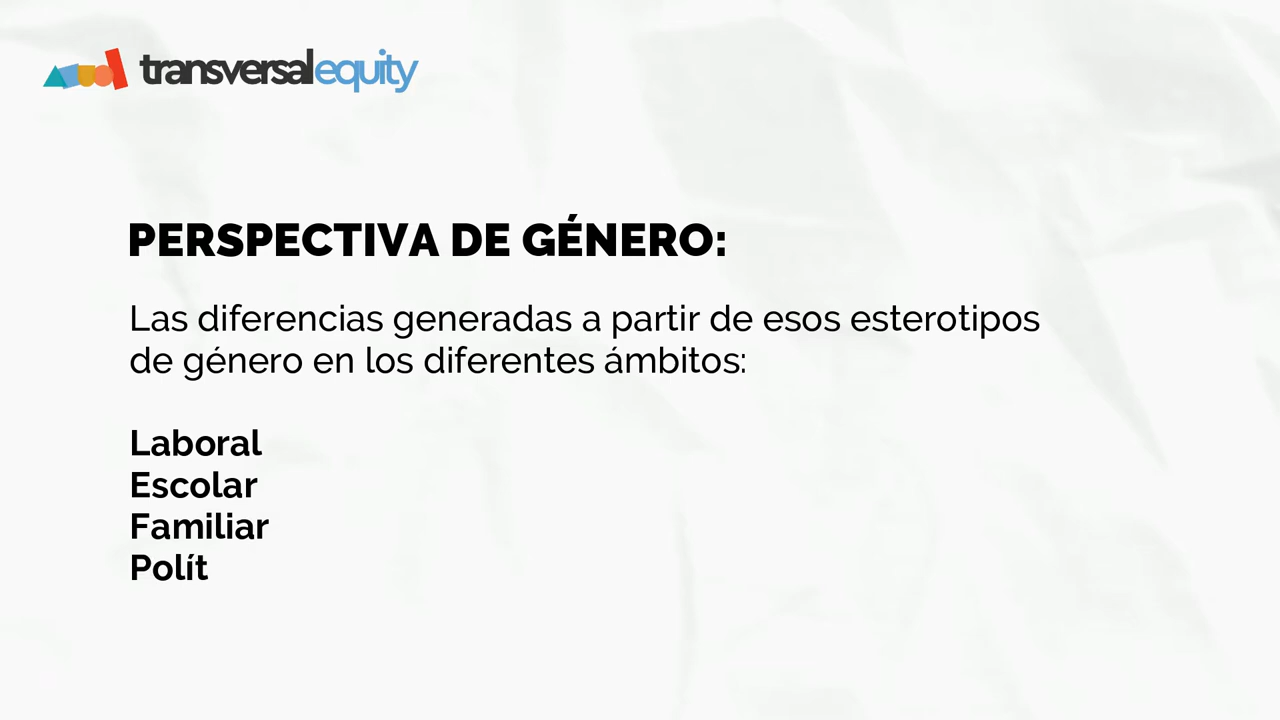 transversalequity
PERSPECTIVA DE GÉNERO:
Las diferencias generadas a partir de esos esterotipos
de género en los diferentes ámbitos:
Laboral
Escolar
Familiar
Polít